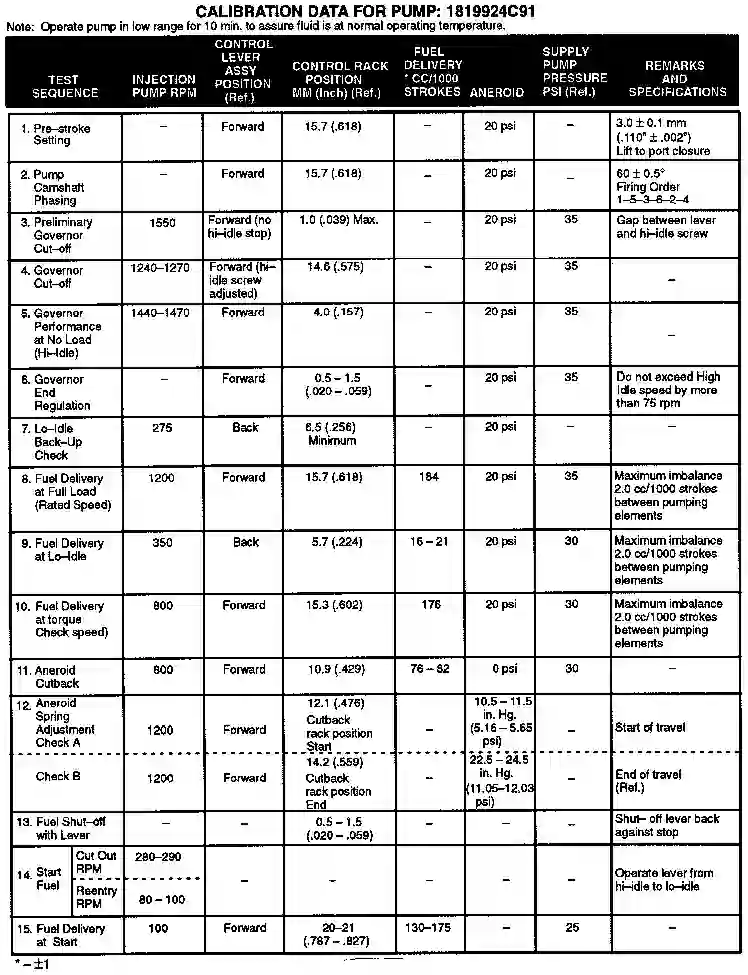 CALIBRATION DATA FOR PUMP: 1819924C91
Note: Operate pump in low range for 10 min. to assure fluid is at normal operating temperature.
TEST SEQUENCE | INJECTION PUMP RPM | CONTROL LEVER ASSY POSITION (Ref.) | CONTROL RACK POSITION MM (Inch) (Ref.) | FUEL DELIVERY * CC/1000 STROKES | ANEROID | SUPPLY PUMP PRESSURE PSI (Ref.) | REMARKS AND SPECIFICATIONS
1. Pre–stroke Setting | – | Forward | 15.7 (.618) | – | 20 psi | – | 3.0 ± 0.1 mm (.110" ± .002") Lift to port closure
2. Pump Camshaft Phasing | – | Forward | 15.7 (.618) | – | 20 psi | – | 60 ± 0.5° Firing Order 1–5–3–6–2–4
3. Preliminary Governor Cut–off | 1550 | Forward (no hi–idle stop) | 1.0 (.039) Max. | – | 20 psi | 35 | Gap between lever and hi–idle screw
4. Governor Cut–off | 1240–1270 | Forward (hi–idle screw adjusted) | 14.6 (.575) | – | 20 psi | 35 | –
5. Governor Performance at No Load (Hi–Idle) | 1440–1470 | Forward | 4.0 (.157) | – | 20 psi | 35 | –
6. Governor End Regulation | – | Forward | 0.5 – 1.5 (.020 – .059) | – | 20 psi | 35 | Do not exceed High Idle speed by more than 75 rpm
7. Lo–Idle Back–Up Check | 275 | Back | 6.5 (.256) Minimum | – | 20 psi | – | –
8. Fuel Delivery at Full Load (Rated Speed) | 1200 | Forward | 15.7 (.618) | 184 | 20 psi | 35 | Maximum imbalance 2.0 cc/1000 strokes between pumping elements
9. Fuel Delivery at Lo–Idle | 350 | Back | 5.7 (.224) | 16 – 21 | 20 psi | 30 | Maximum imbalance 2.0 cc/1000 strokes between pumping elements
10. Fuel Delivery at torque Check speed) | 800 | Forward | 15.3 (.602) | 176 | 20 psi | 30 | Maximum imbalance 2.0 cc/1000 strokes between pumping elements
11. Aneroid Cutback | 600 | Forward | 10.9 (.429) | 76 – 82 | 0 psi | 30 | –
12. Aneroid Spring Adjustment Check A | 1200 | Forward | 12.1 (.476) Cutback rack position Start | – | 10.5 – 11.5 in. Hg. (5.16 – 5.65 psi) | – | Start of travel
Check B | 1200 | Forward | 14.2 (.559) Cutback rack position End | – | 22.5 – 24.5 in. Hg. (11.05–12.03 psi) | – | End of travel (Ref.)
13. Fuel Shut–off with Lever | – | – | 0.5 – 1.5 (.020 – .059) | – | – | – | Shut– off lever back against stop
14. Start Fuel | Cut Out RPM | 280–290 | – | – | – | – | – | Operate lever from hi–idle to lo–idle
Reentry RPM | 80 – 100
15. Fuel Delivery at Start | 100 | Forward | 20–21 (.787 – .827) | 130–175 | – | 25 | –
* – ±1